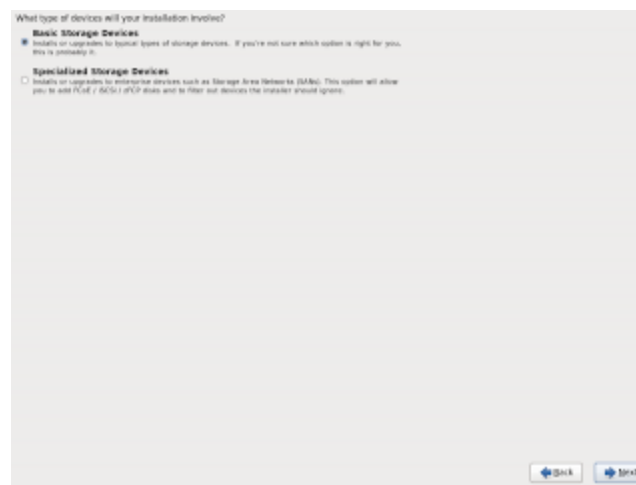 What type of devices will your installation involve?
Basic Storage Devices
Installs or upgrades to typical types of storage devices. If you're not sure which option is right for you,
this is probably it.
Specialized Storage Devices
Installs or upgrades to enterprise devices such as Storage Area Networks (SANs). This option will allow
you to add FCoE / iSCSI / zFCP disks and to filter out devices the installer should ignore.
Back
Next